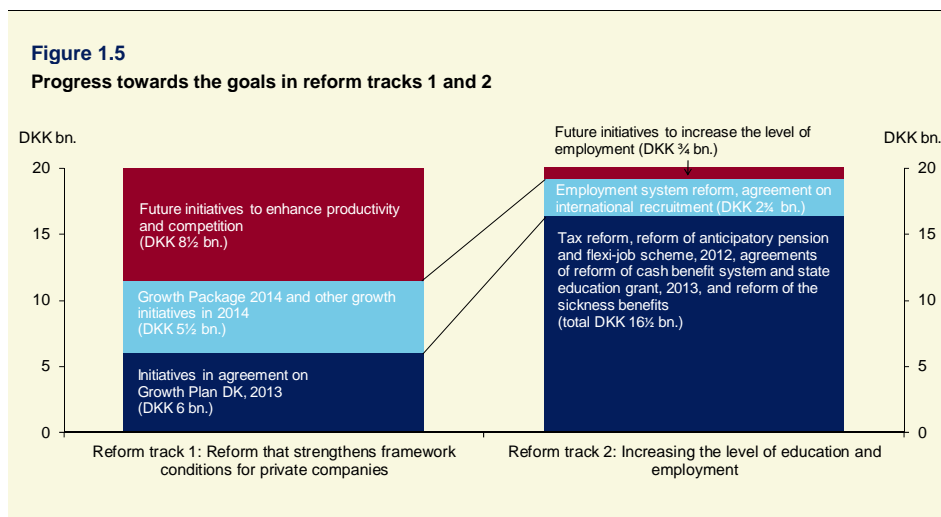 Figure 1.5
Progress towards the goals in reform tracks 1 and 2
DKK bn.
DKK bn.
20
15
10
5
0
Future initiatives to enhance productivity
and competition
(DKK 8½ bn.)
Growth Package 2014 and other growth
initiatives in 2014
(DKK 5½ bn.)
Initiatives in agreement on
Growth Plan DK, 2013
(DKK 6 bn.)
Future initiatives to increase the level of
employment (DKK ¾ bn.)
Employment system reform, agreement on
international recruitment (DKK 2¾ bn.)
Tax reform, reform of anticipatory pension
and flexi-job scheme, 2012, agreements
of reform of cash benefit system and state
education grant, 2013, and reform of the
sickness benefits
(total DKK 16½ bn.)
20
15
10
5
0
Reform track 1: Reform that strengthens framework
conditions for private companies
Reform track 2: Increasing the level of education and
employment